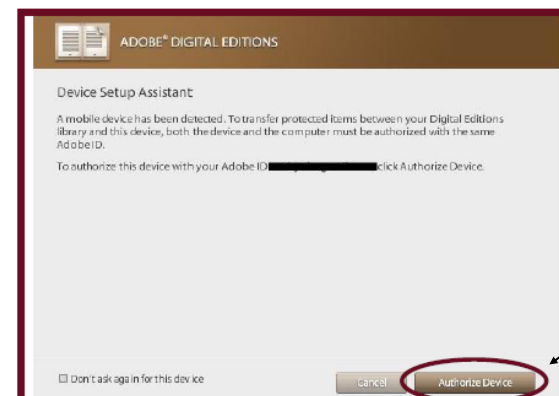 ADOBE® DIGITAL EDITIONS
Device Setup Assistant
A mobile device has been detected. To transfer protected items between your Digital Editions
library and this device, both the device and the computer must be authorized with the same
Adobe ID.
To authorize this device with your Adobe ID click Authorize Device.
Don't ask again for this device
Cancel
Authorize Device